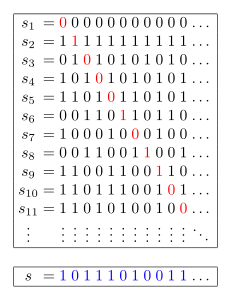 s₁ = 0 0 0 0 0 0 0 0 0 0 0 ...
s₂ = 1 1 1 1 1 1 1 1 1 1 1 ...
s₃ = 0 1 0 1 0 1 0 1 0 1 0 ...
s₄ = 1 0 1 0 1 0 1 0 1 0 1 ...
s₅ = 1 1 0 1 0 1 1 0 1 0 1 ...
s₆ = 0 0 1 1 0 1 1 0 1 1 0 ...
s₇ = 1 0 0 0 1 0 0 0 1 0 0 ...
s₈ = 0 0 1 1 0 0 1 1 0 0 1 ...
s₉ = 1 1 0 0 1 1 0 0 1 1 0 ...
s₁₀ = 1 1 0 1 1 1 0 0 1 0 1 ...
s₁₁ = 1 1 0 1 0 1 0 0 1 0 0 ...
⋮ ⋮ ⋮ ⋮ ⋮ ⋮ ⋮ ⋮ ⋮ ⋮ ⋮ ⋮ ⋱
s = 1 0 1 1 1 0 1 0 0 1 1 ...